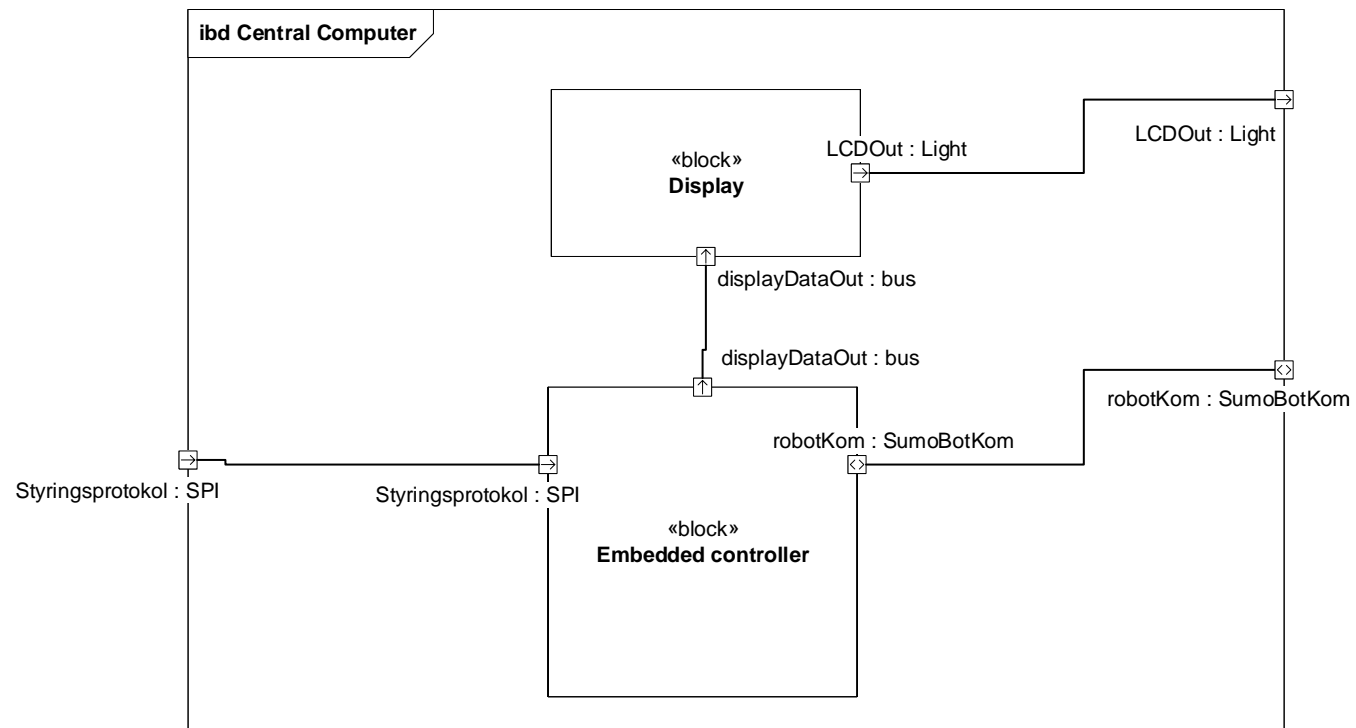 ibd Central Computer
«block»
Display
LCDOut : Light
LCDOut : Light
displayDataOut : bus
displayDataOut : bus
robotKom : SumoBotKom
robotKom : SumoBotKom
Styringsprotokol : SPI
Styringsprotokol : SPI
«block»
Embedded controller